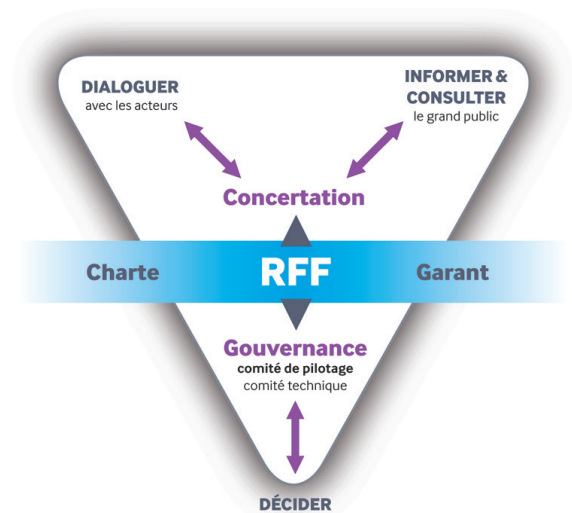 DIALOGUER
avec les acteurs
INFORMER &
CONSULTER
le grand public
Concertation
Charte
RFF
Garant
Gouvernance
comité de pilotage
comité technique
DÉCIDER